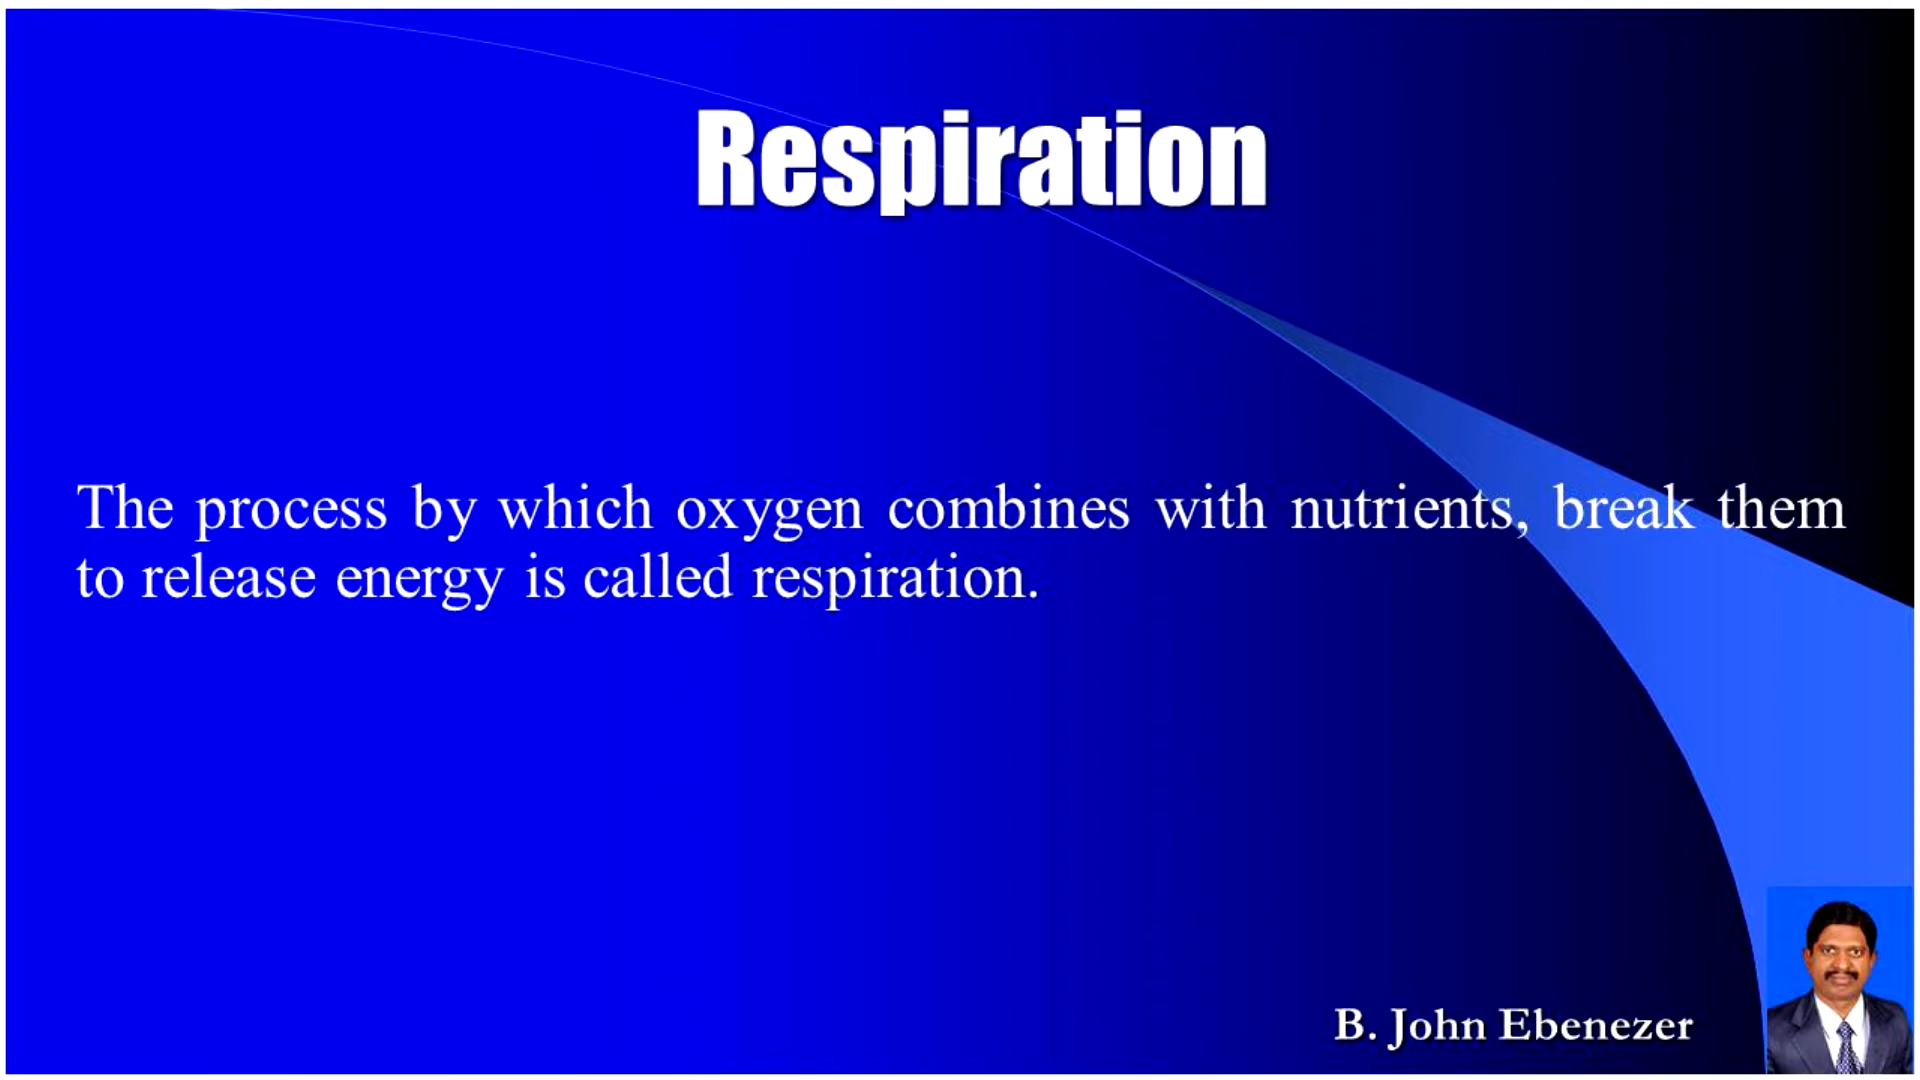 Respiration
The process by which oxygen combines with nutrients, break them
to release energy is called respiration.
B. John Ebenezer